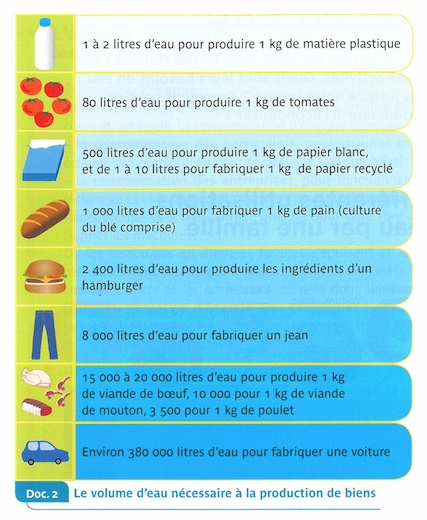 1 à 2 litres d'eau pour produire 1 kg de matière plastique
80 litres d'eau pour produire 1 kg de tomates
500 litres d'eau pour produire 1 kg de papier blanc,
et de 1 à 10 litres pour fabriquer 1 kg de papier recyclé
1 000 litres d'eau pour fabriquer 1 kg de pain (culture
du blé comprise)
2 400 litres d'eau pour produire les ingrédients d'un
hamburger
8 000 litres d'eau pour fabriquer un jean
15 000 à 20 000 litres d'eau pour produire 1 kg
de viande de bœuf, 10 000 pour 1 kg de viande
de mouton, 3 500 pour 1 kg de poulet
Environ 380 000 litres d'eau pour fabriquer une voiture
Doc. 2 Le volume d'eau nécessaire à la production de biens